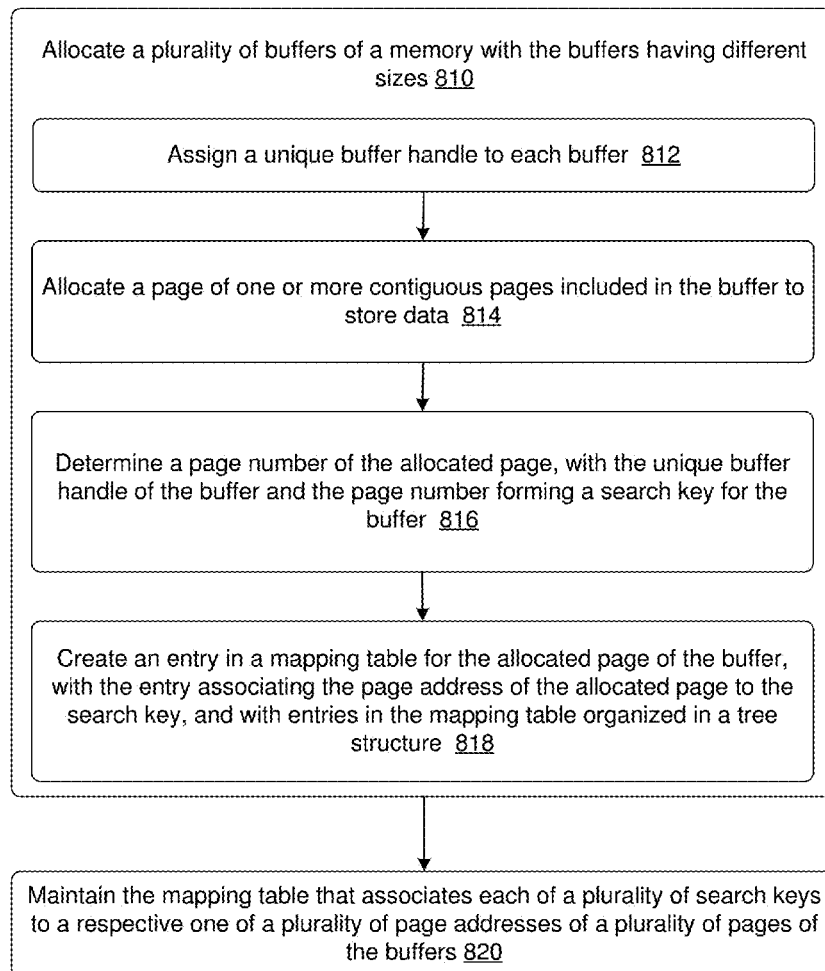 Allocate a plurality of buffers of a memory with the buffers having different
sizes 810
Assign a unique buffer handle to each buffer 812
Allocate a page of one or more contiguous pages included in the buffer to
store data 814
Determine a page number of the allocated page, with the unique buffer
handle of the buffer and the page number forming a search key for the
buffer 816
Create an entry in a mapping table for the allocated page of the buffer,
with the entry associating the page address of the allocated page to the
search key, and with entries in the mapping table organized in a tree
structure 818
Maintain the mapping table that associates each of a plurality of search keys
to a respective one of a plurality of page addresses of a plurality of pages of
the buffers 820